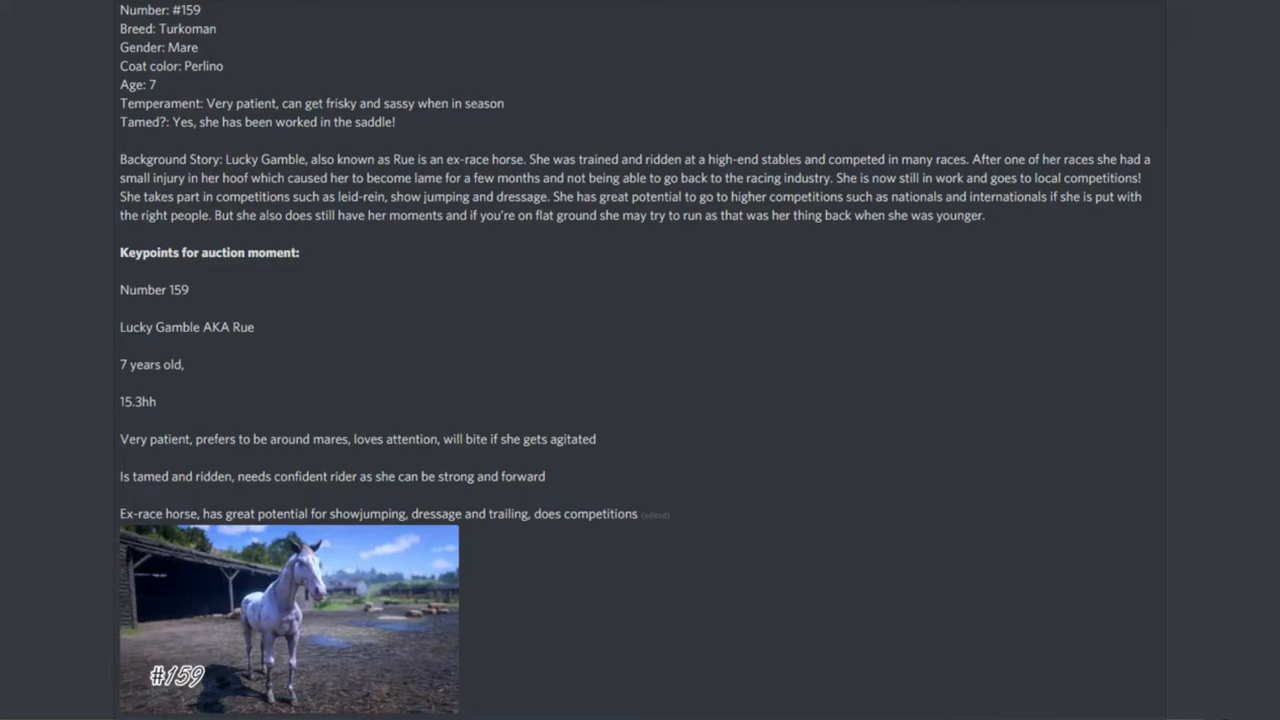 Number: #159
Breed: Turkoman
Gender: Mare
Coat color: Perlino
Age: 7
Temperament: Very patient, can get frisky and sassy when in season
Tamed?: Yes, she has been worked in the saddle!
Background Story: Lucky Gamble, also known as Rue is an ex-race horse. She was trained and ridden at a high-end stables and competed in many races. After one of her races she had a
small injury in her hoof which caused her to become lame for a few months and not being able to go back to the racing industry. She is now still in work and goes to local competitions!
She takes part in competitions such as leid-rein, show jumping and dressage. She has great potential to go to higher competitions such as nationals and internationals if she is put with
the right people. But she also does still have her moments and if you're on flat ground she may try to run as that was her thing back when she was younger.
Keypoints for auction moment:
Number 159
Lucky Gamble AKA Rue
7 years old,
15.3hh
Very patient, prefers to be around mares, loves attention, will bite if she gets agitated
Is tamed and ridden, needs confident rider as she can be strong and forward
Ex-race horse, has great potential for showjumping, dressage and trailing, does competitions (edited)
#159